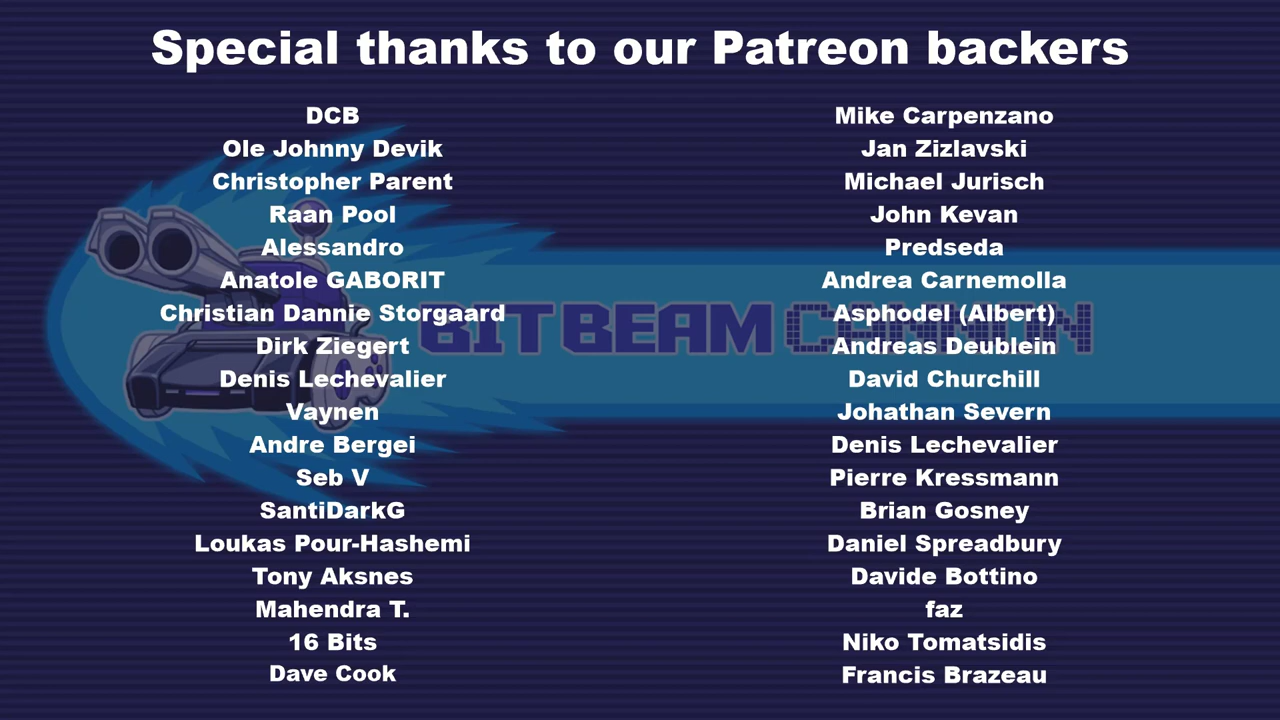 Special thanks to our Patreon backers
DCB
Ole Johnny Devik
Christopher Parent
Raan Pool
Alessandro
Anatole GABORIT
Christian Dannie Storgaard
Dirk Ziegert
Denis Lechevalier
Vaynen
Andre Bergei
Seb V
SantiDarkG
Loukas Pour-Hashemi
Tony Aksnes
Mahendra T.
16 Bits
Dave Cook
Mike Carpenzano
Jan Zizlavski
Michael Jurisch
John Kevan
Predseda
Andrea Carnemolla
Asphodel (Albert)
Andreas Deublein
David Churchill
Johathan Severn
Denis Lechevalier
Pierre Kressmann
Brian Gosney
Daniel Spreadbury
Davide Bottino
faz
Niko Tomatsidis
Francis Brazeau
BIT BEAM CANNON